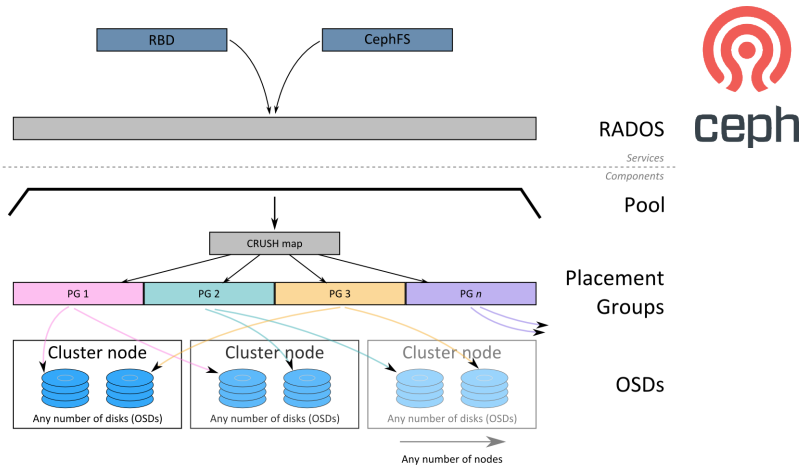 RBD
CephFS
ceph
RADOS
Services
Components
Pool
CRUSH map
Placement
Groups
PG 1
PG 2
PG 3
PG n
Cluster node
Cluster node
Cluster node
OSDs
Any number of disks (OSDs)
Any number of disks (OSDs)
Any number of disks (OSDs)
Any number of nodes